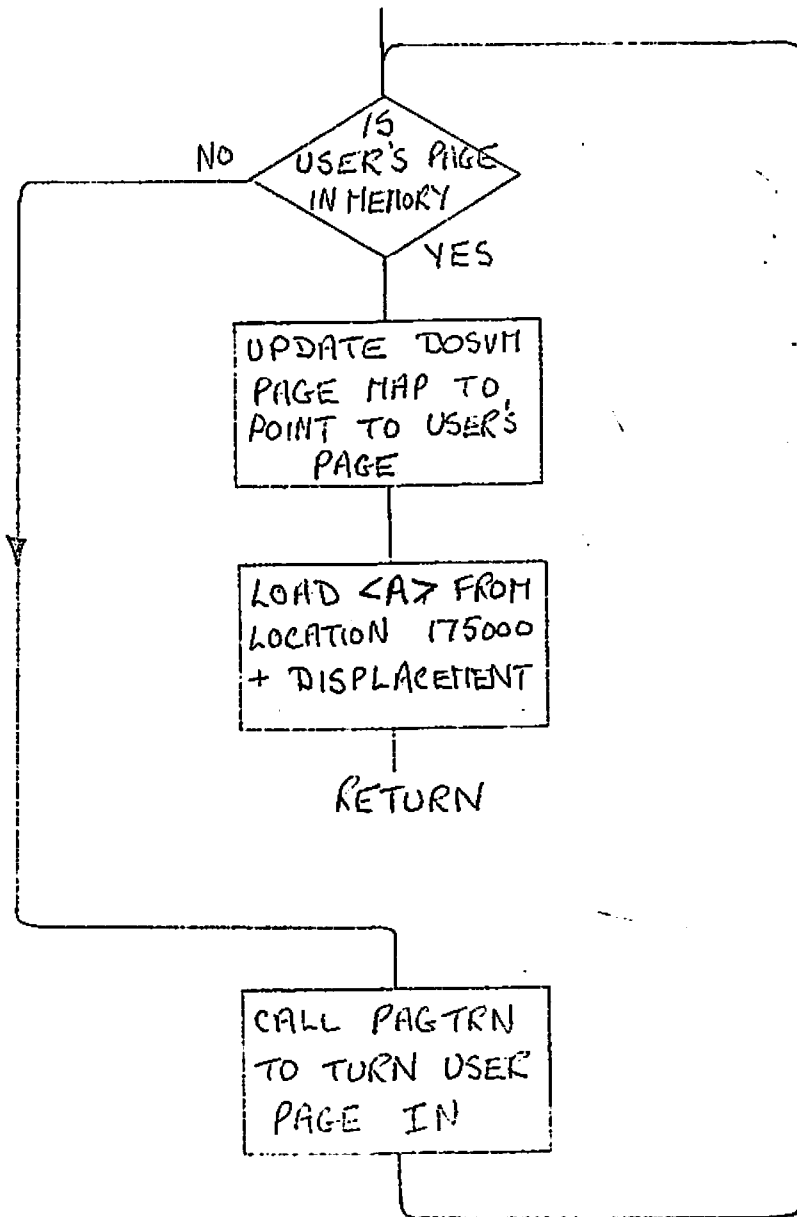 IS
USER'S PAGE
IN MEMORY
NO
YES
UPDATE DOSVM
PAGE MAP TO
POINT TO USER'S
PAGE
LOAD <A> FROM
LOCATION 175000
+ DISPLACEMENT
RETURN
CALL PAGTRN
TO TURN USER
PAGE IN